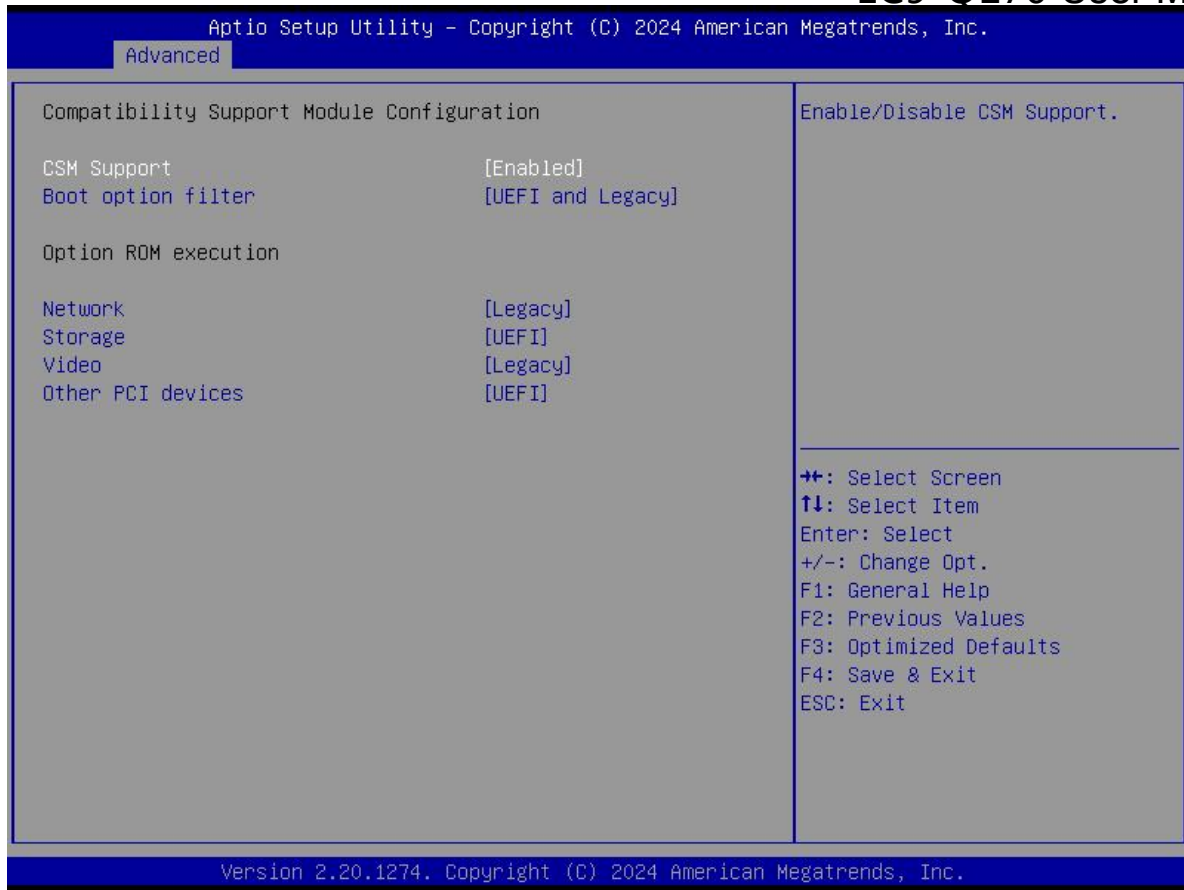 Aptio Setup Utility – Copyright (C) 2024 American Megatrends, Inc.
Advanced
Compatibility Support Module Configuration
CSM Support [Enabled]
Boot option filter [UEFI and Legacy]
Option ROM execution
Network [Legacy]
Storage [UEFI]
Video [Legacy]
Other PCI devices [UEFI]
Enable/Disable CSM Support.
→←: Select Screen
↑↓: Select Item
Enter: Select
+/-: Change Opt.
F1: General Help
F2: Previous Values
F3: Optimized Defaults
F4: Save & Exit
ESC: Exit
Version 2.20.1274. Copyright (C) 2024 American Megatrends, Inc.